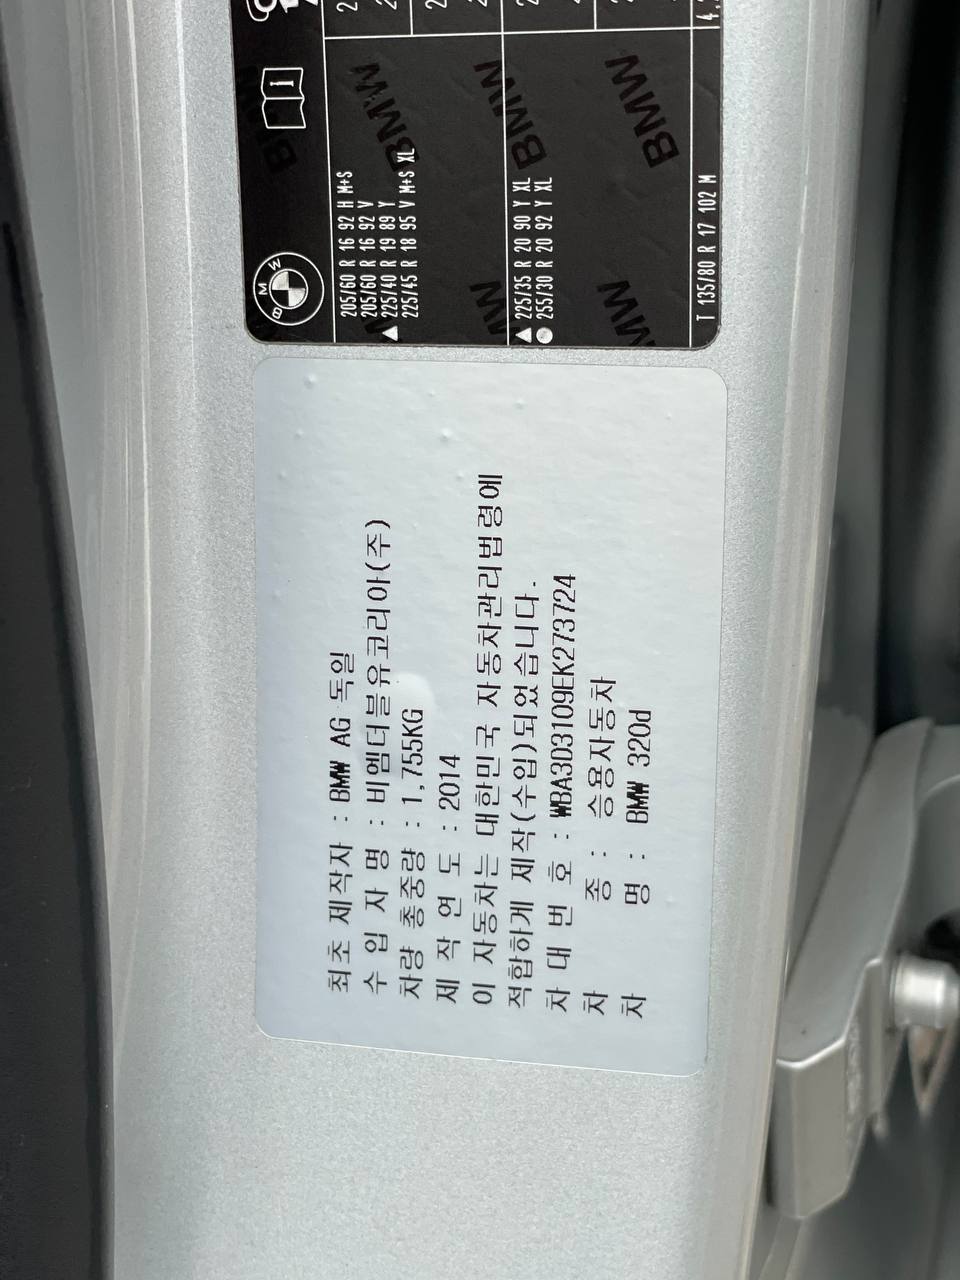 BMW
205/60 R 16 92 H M+S
205/60 R 16 92 V
▲ 225/40 R 19 89 Y
225/45 R 18 95 V M+S XL
▲ 225/35 R 20 90 Y XL
● 255/30 R 20 92 Y XL
T 135/80 R 17 102 M
BMW
BMW
BMW
BMW
최초 제작자 : BMW AG 독일
수 입 자 명 : 비엠더블유코리아(주)
차량 총중량 : 1,755KG
제 작 연 도 : 2014
이 자동차는 대한민국 자동차관리법령에
적합하게 제작(수입)되었습니다.
차 대 번 호 : WBA3D3109EK273724
차 종 : 승용자동차
차 명 : BMW 320d